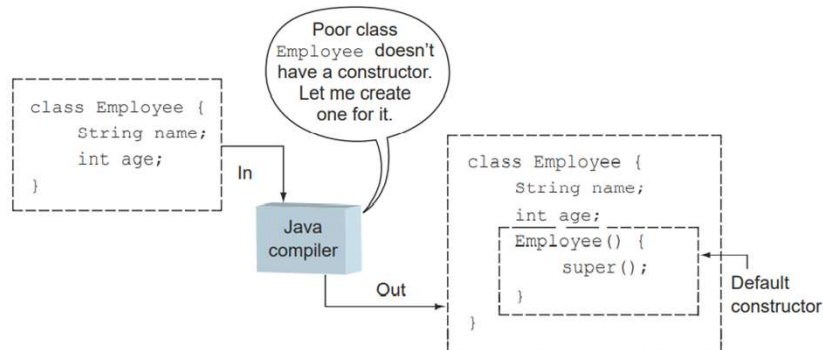 Poor class
Employee doesn't
have a constructor.
Let me create
one for it.
class Employee {
String name;
int age;
}
In
Java
compiler
Out
class Employee {
String name;
int age;
Employee() {
super();
}
}
Default
constructor